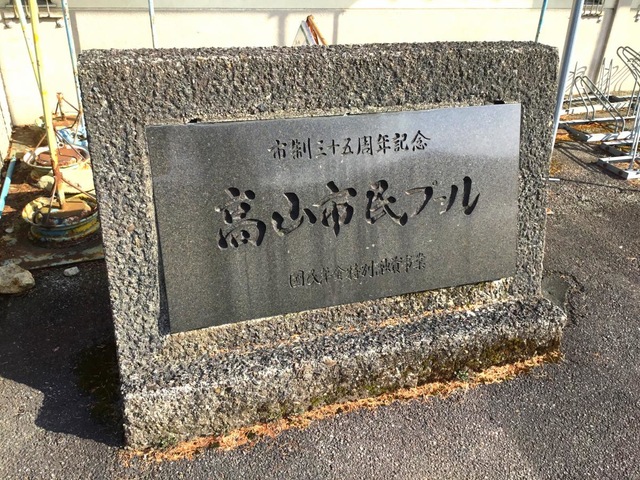 市制三十五周年記念
高山市民プール
国民年金特別融資事業